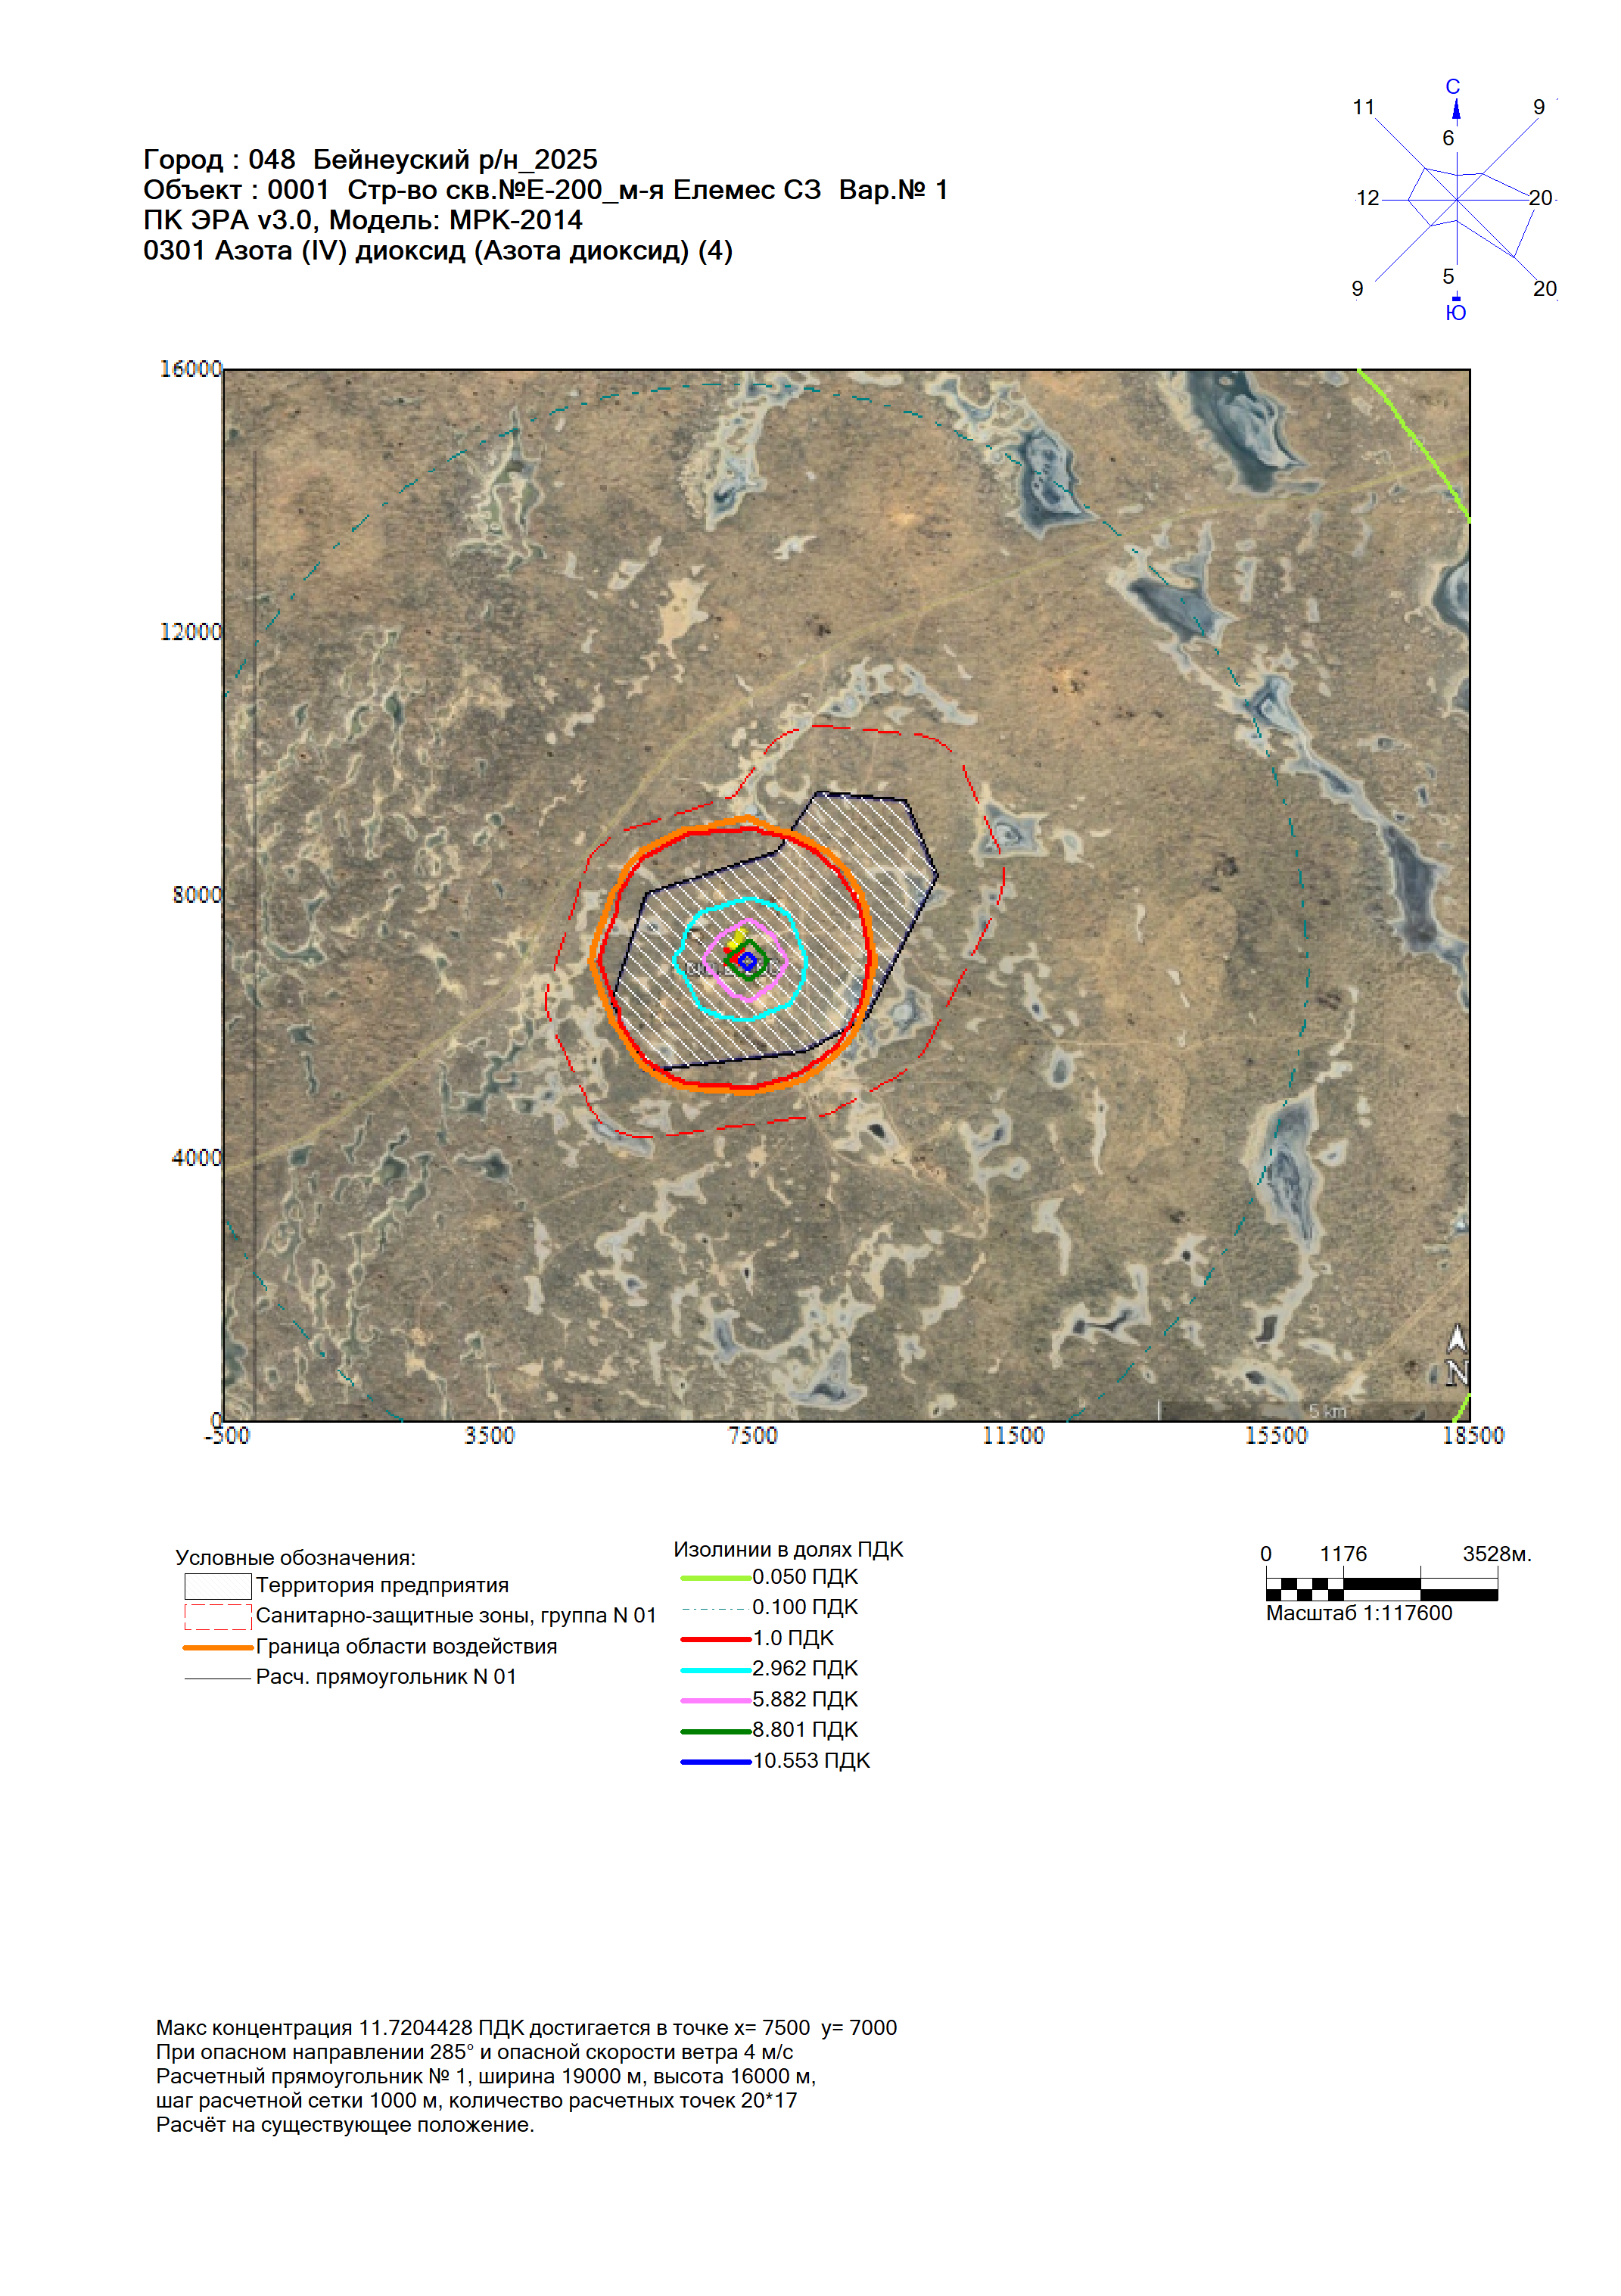 С
11
9
6
12
20
5
9
20
Ю
Город : 048  Бейнеуский р/н_2025
Объект : 0001  Стр-во скв.№Е-200_м-я Елемес СЗ  Вар.№ 1
ПК ЭРА v3.0, Модель: МРК-2014
0301 Азота (IV) диоксид (Азота диоксид) (4)
16000
12000
8000
4000
0
N
5 km
-500
3500
7500
11500
15500
18500
Условные обозначения:
Территория предприятия
Санитарно-защитные зоны, группа N 01
Граница области воздействия
Расч. прямоугольник N 01
Изолинии в долях ПДК
0.050 ПДК
0.100 ПДК
1.0 ПДК
2.962 ПДК
5.882 ПДК
8.801 ПДК
10.553 ПДК
0 1176 3528м.
Масштаб 1:117600
Макс концентрация 11.7204428 ПДК достигается в точке x= 7500  y= 7000
При опасном направлении 285° и опасной скорости ветра 4 м/с
Расчетный прямоугольник № 1, ширина 19000 м, высота 16000 м,
шаг расчетной сетки 1000 м, количество расчетных точек 20*17
Расчёт на существующее положение.